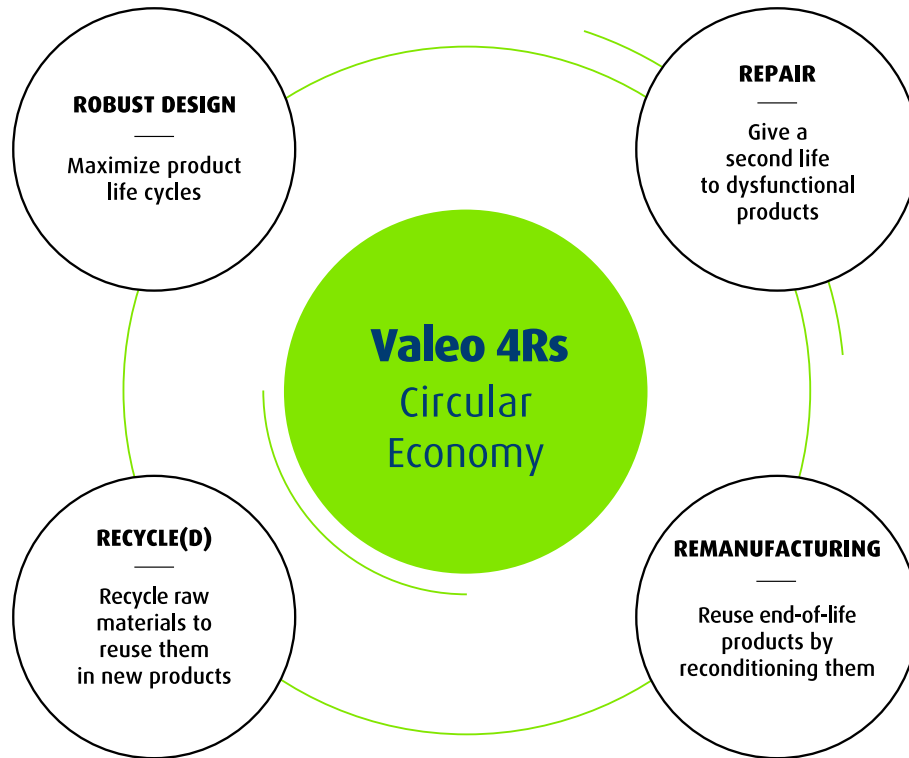 ROBUST DESIGN
Maximize product
life cycles
REPAIR
Give a
second life
to dysfunctional
products
Valeo 4Rs
Circular
Economy
RECYCLE(D)
Recycle raw
materials to
reuse them
in new products
REMANUFACTURING
Reuse end-of-life
products by
reconditioning them